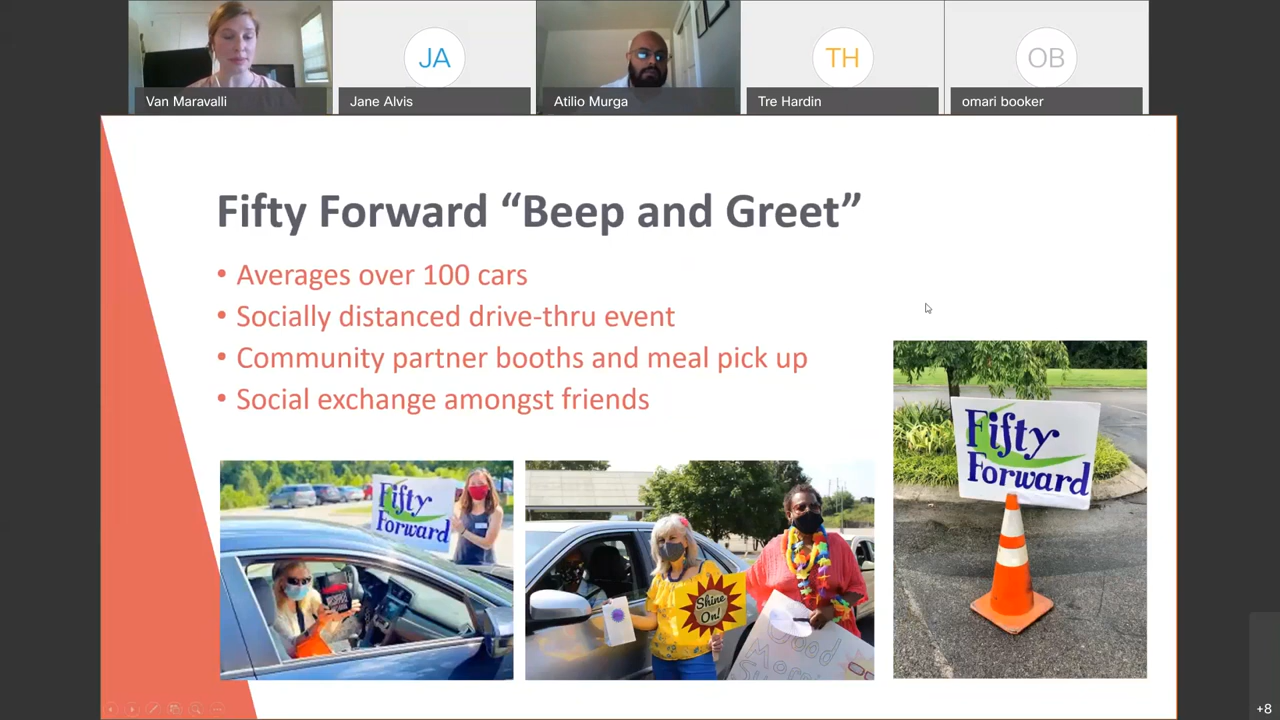 JA
TH
OB
Van Maravalli
Jane Alvis
Atilio Murga
Tre Hardin
omari booker
Fifty Forward “Beep and Greet”
• Averages over 100 cars
• Socially distanced drive-thru event
• Community partner booths and meal pick up
• Social exchange amongst friends
Fifty
Forward
Fifty
Forward
Shine
On!
Good
+8